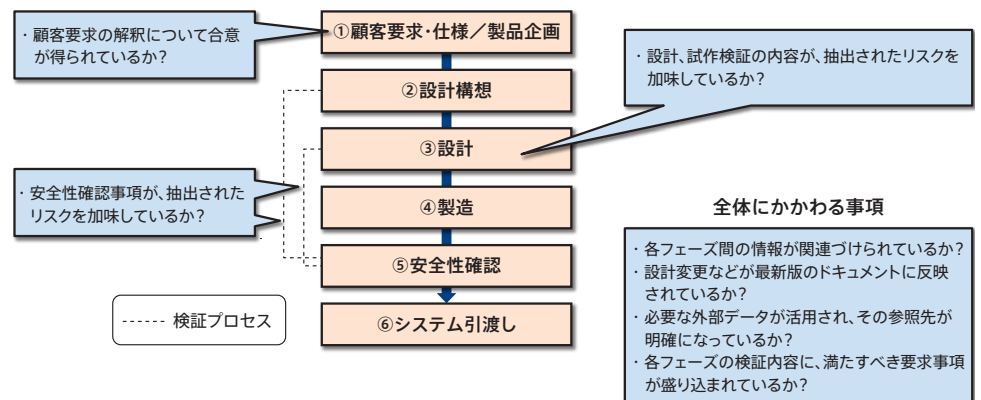 ・顧客要求の解釈について合意
が得られているか?
①顧客要求・仕様／製品企画
②設計構想
③設計
④製造
⑤安全性確認
⑥システム引渡し
・設計、試作検証の内容が、抽出されたリスクを
加味しているか?
・安全性確認事項が、抽出された
リスクを加味しているか?
検証プロセス
全体にかかわる事項
・各フェーズ間の情報が関連づけられているか?
・設計変更などが最新版のドキュメントに反映
されているか?
・必要な外部データが活用され、その参照先が
明確になっているか?
・各フェーズの検証内容に、満たすべき要求事項
が盛り込まれているか?